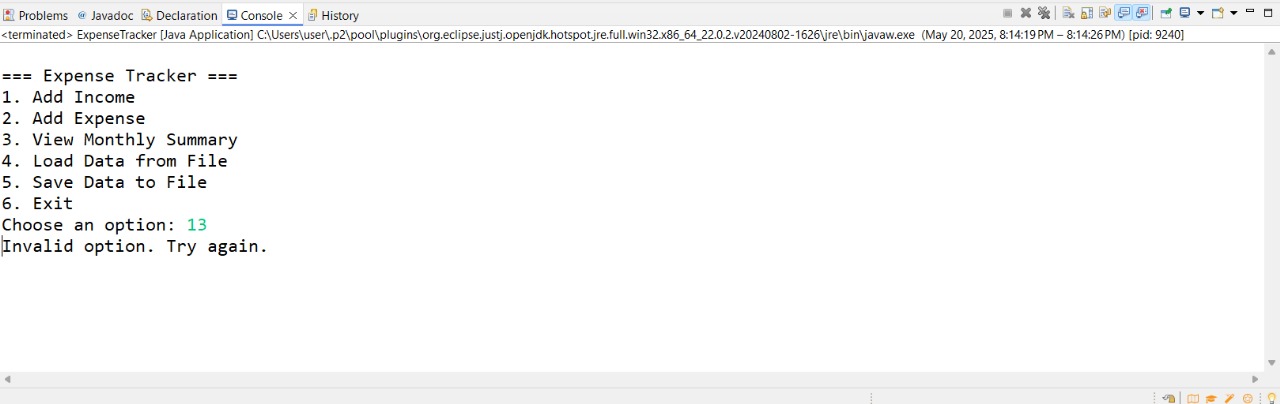 Problems @ Javadoc Declaration Console History
<terminated> ExpenseTracker [Java Application] C:\Users\user\.p2\pool\plugins\org.eclipse.justj.openjdk.hotspot.jre.full.win32.x86_64_22.0.2.v20240802-1626\jre\bin\javaw.exe (May 20, 2025, 8:14:19 PM – 8:14:26 PM) [pid: 9240]
=== Expense Tracker ===
1. Add Income
2. Add Expense
3. View Monthly Summary
4. Load Data from File
5. Save Data to File
6. Exit
Choose an option: 13
Invalid option. Try again.